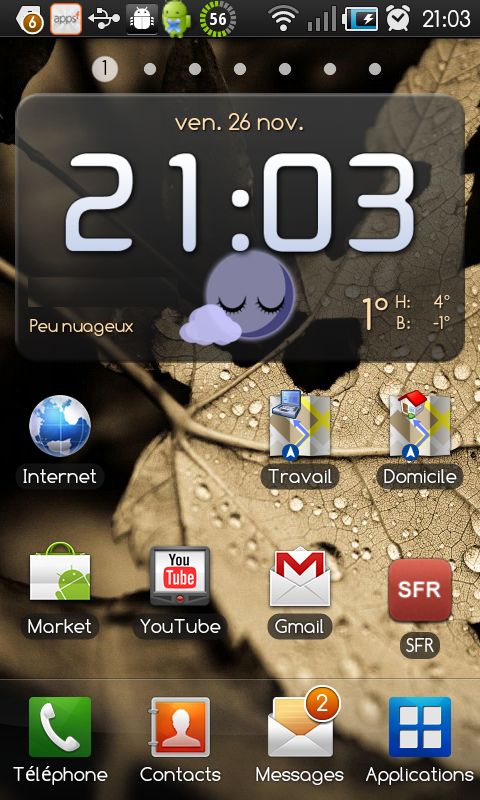 6 apps 56 21:03
1
ven. 26 nov.
21:03
Peu nuageux
1° H: 4°
B: -1°
Internet Travail Domicile
You
Tube
SFR
Market YouTube Gmail SFR
2
Téléphone Contacts Messages Applications